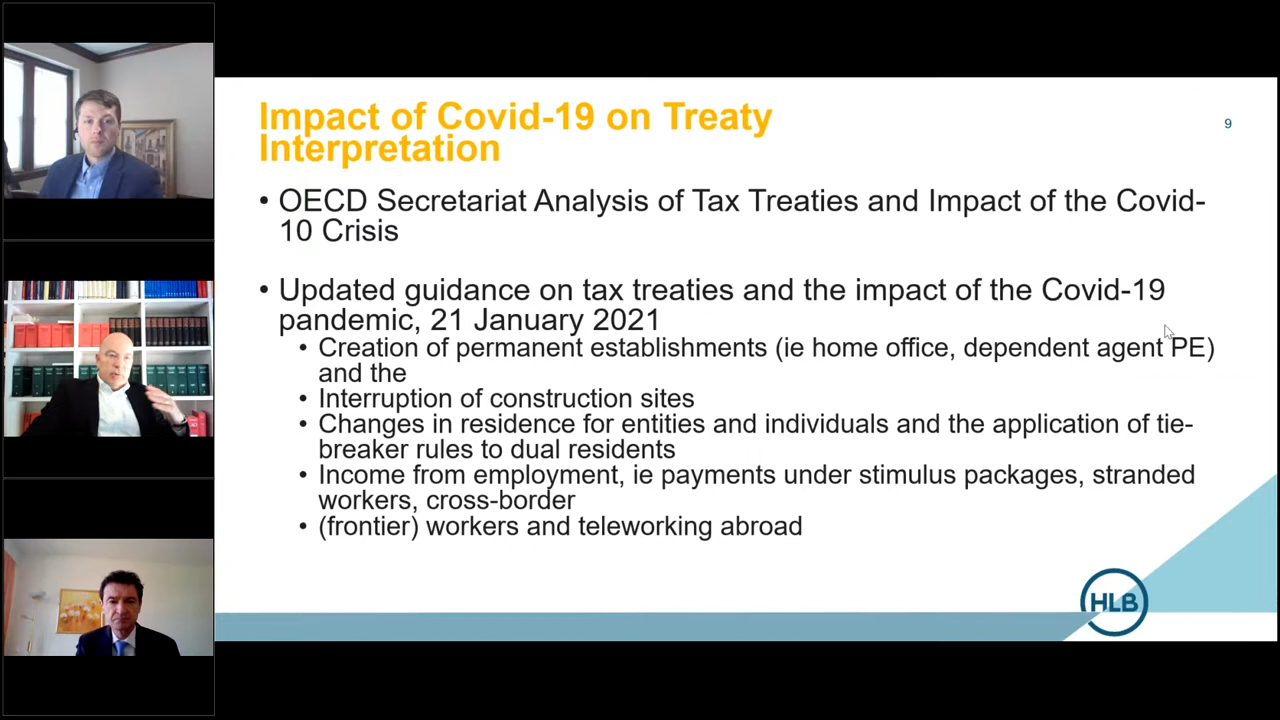 Impact of Covid-19 on Treaty
Interpretation
9
• OECD Secretariat Analysis of Tax Treaties and Impact of the Covid-
10 Crisis
• Updated guidance on tax treaties and the impact of the Covid-19
pandemic, 21 January 2021
• Creation of permanent establishments (ie home office, dependent agent PE)
and the
• Interruption of construction sites
• Changes in residence for entities and individuals and the application of tie-
breaker rules to dual residents
• Income from employment, ie payments under stimulus packages, stranded
workers, cross-border
• (frontier) workers and teleworking abroad
HLB